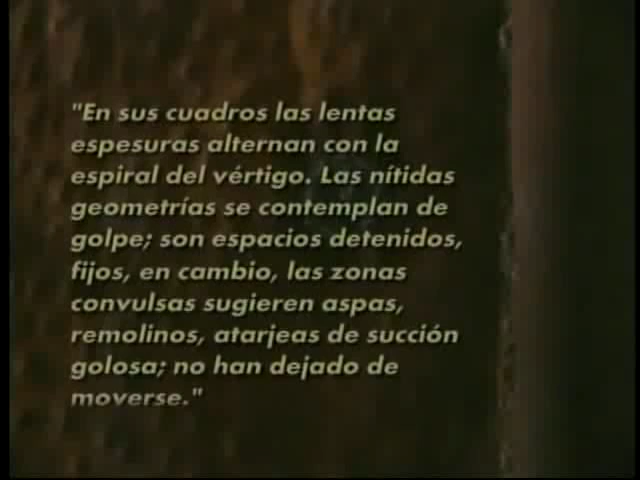 "En sus cuadros las lentas
espesuras alternan con la
espiral del vértigo. Las nítidas
geometrías se contemplan de
golpe; son espacios detenidos,
fijos, en cambio, las zonas
convulsas sugieren aspas,
remolinos, atarjeas de succión
golosa; no han dejado de
moverse."